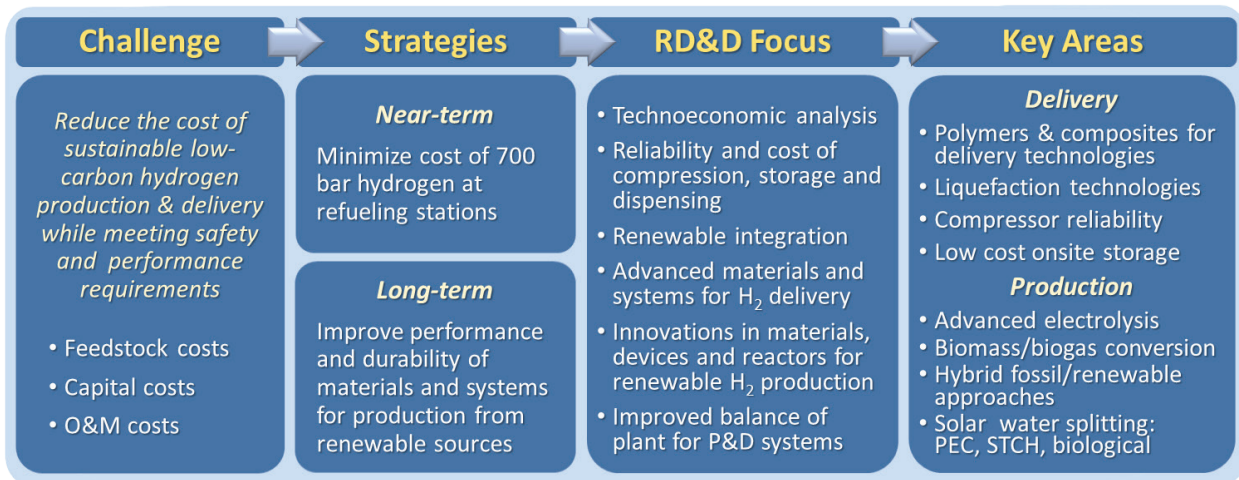 Challenge
Strategies
RD&D Focus
Key Areas
Reduce the cost of
sustainable low-
carbon hydrogen
production & delivery
while meeting safety
and performance
requirements
• Feedstock costs
• Capital costs
• O&M costs
Near-term
Minimize cost of 700
bar hydrogen at
refueling stations
Long-term
Improve performance
and durability of
materials and systems
for production from
renewable sources
• Technoeconomic analysis
• Reliability and cost of
compression, storage and
dispensing
• Renewable integration
• Advanced materials and
systems for H₂ delivery
• Innovations in materials,
devices and reactors for
renewable H₂ production
• Improved balance of
plant for P&D systems
Delivery
• Polymers & composites for
delivery technologies
• Liquefaction technologies
• Compressor reliability
• Low cost onsite storage
Production
• Advanced electrolysis
• Biomass/biogas conversion
• Hybrid fossil/renewable
approaches
• Solar water splitting:
PEC, STCH, biological